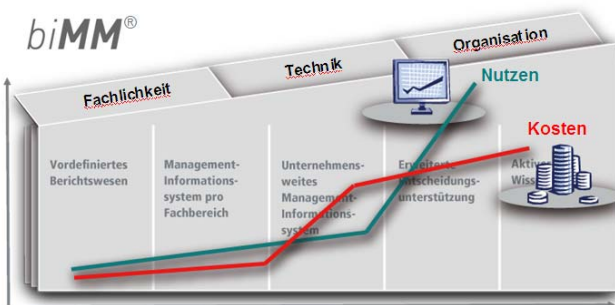 biMM®
Fachlichkeit
Technik
Organisation
Nutzen
Kosten
Vordefiniertes
Berichtswesen
Management-
Informations-
system pro
Fachbereich
Unternehmens-
weites
Management-
Informations-
system
Erweiterte
Entscheidungs-
unterstützung